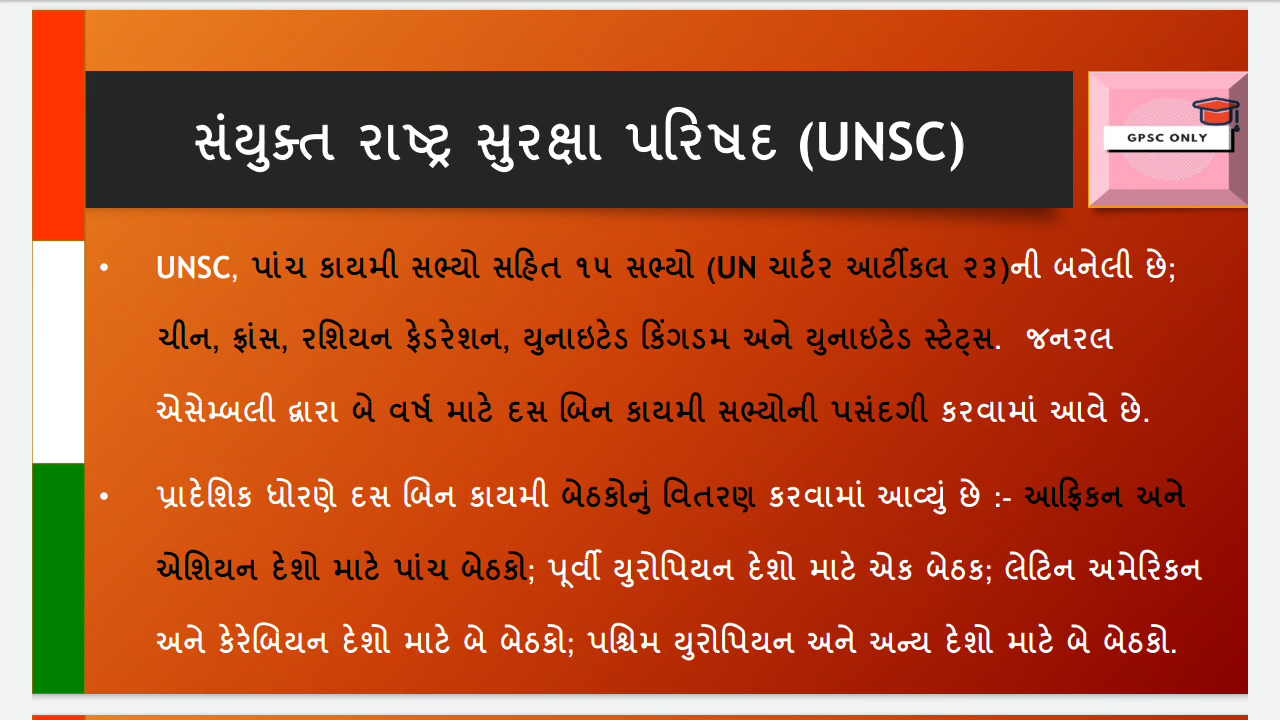 સંયુક્ત રાષ્ટ્ર સુરક્ષા પરિષદ (UNSC)
GPSC ONLY
• UNSC, પાંચ કાયમી સભ્યો સહિત ૧૫ સભ્યો (UN ચાર્ટર આર્ટીકલ ૨૩)ની બનેલી છે;
ચીન, ફ્રાંસ, રશિયન ફેડરેશન, યુનાઇટેડ કિંગડમ અને યુનાઇટેડ સ્ટેટ્સ. જનરલ
એસેમ્બલી દ્વારા બે વર્ષ માટે દસ બિન કાયમી સભ્યોની પસંદગી કરવામાં આવે છે.
• પ્રાદેશિક ધોરણે દસ બિન કાયમી બેઠકોનું વિતરણ કરવામાં આવ્યું છે :- આફ્રિકન અને
એશિયન દેશો માટે પાંચ બેઠકો; પૂર્વી યુરોપિયન દેશો માટે એક બેઠક; લેટિન અમેરિકન
અને કેરેબિયન દેશો માટે બે બેઠકો; પશ્ચિમ યુરોપિયન અને અન્ય દેશો માટે બે બેઠકો.